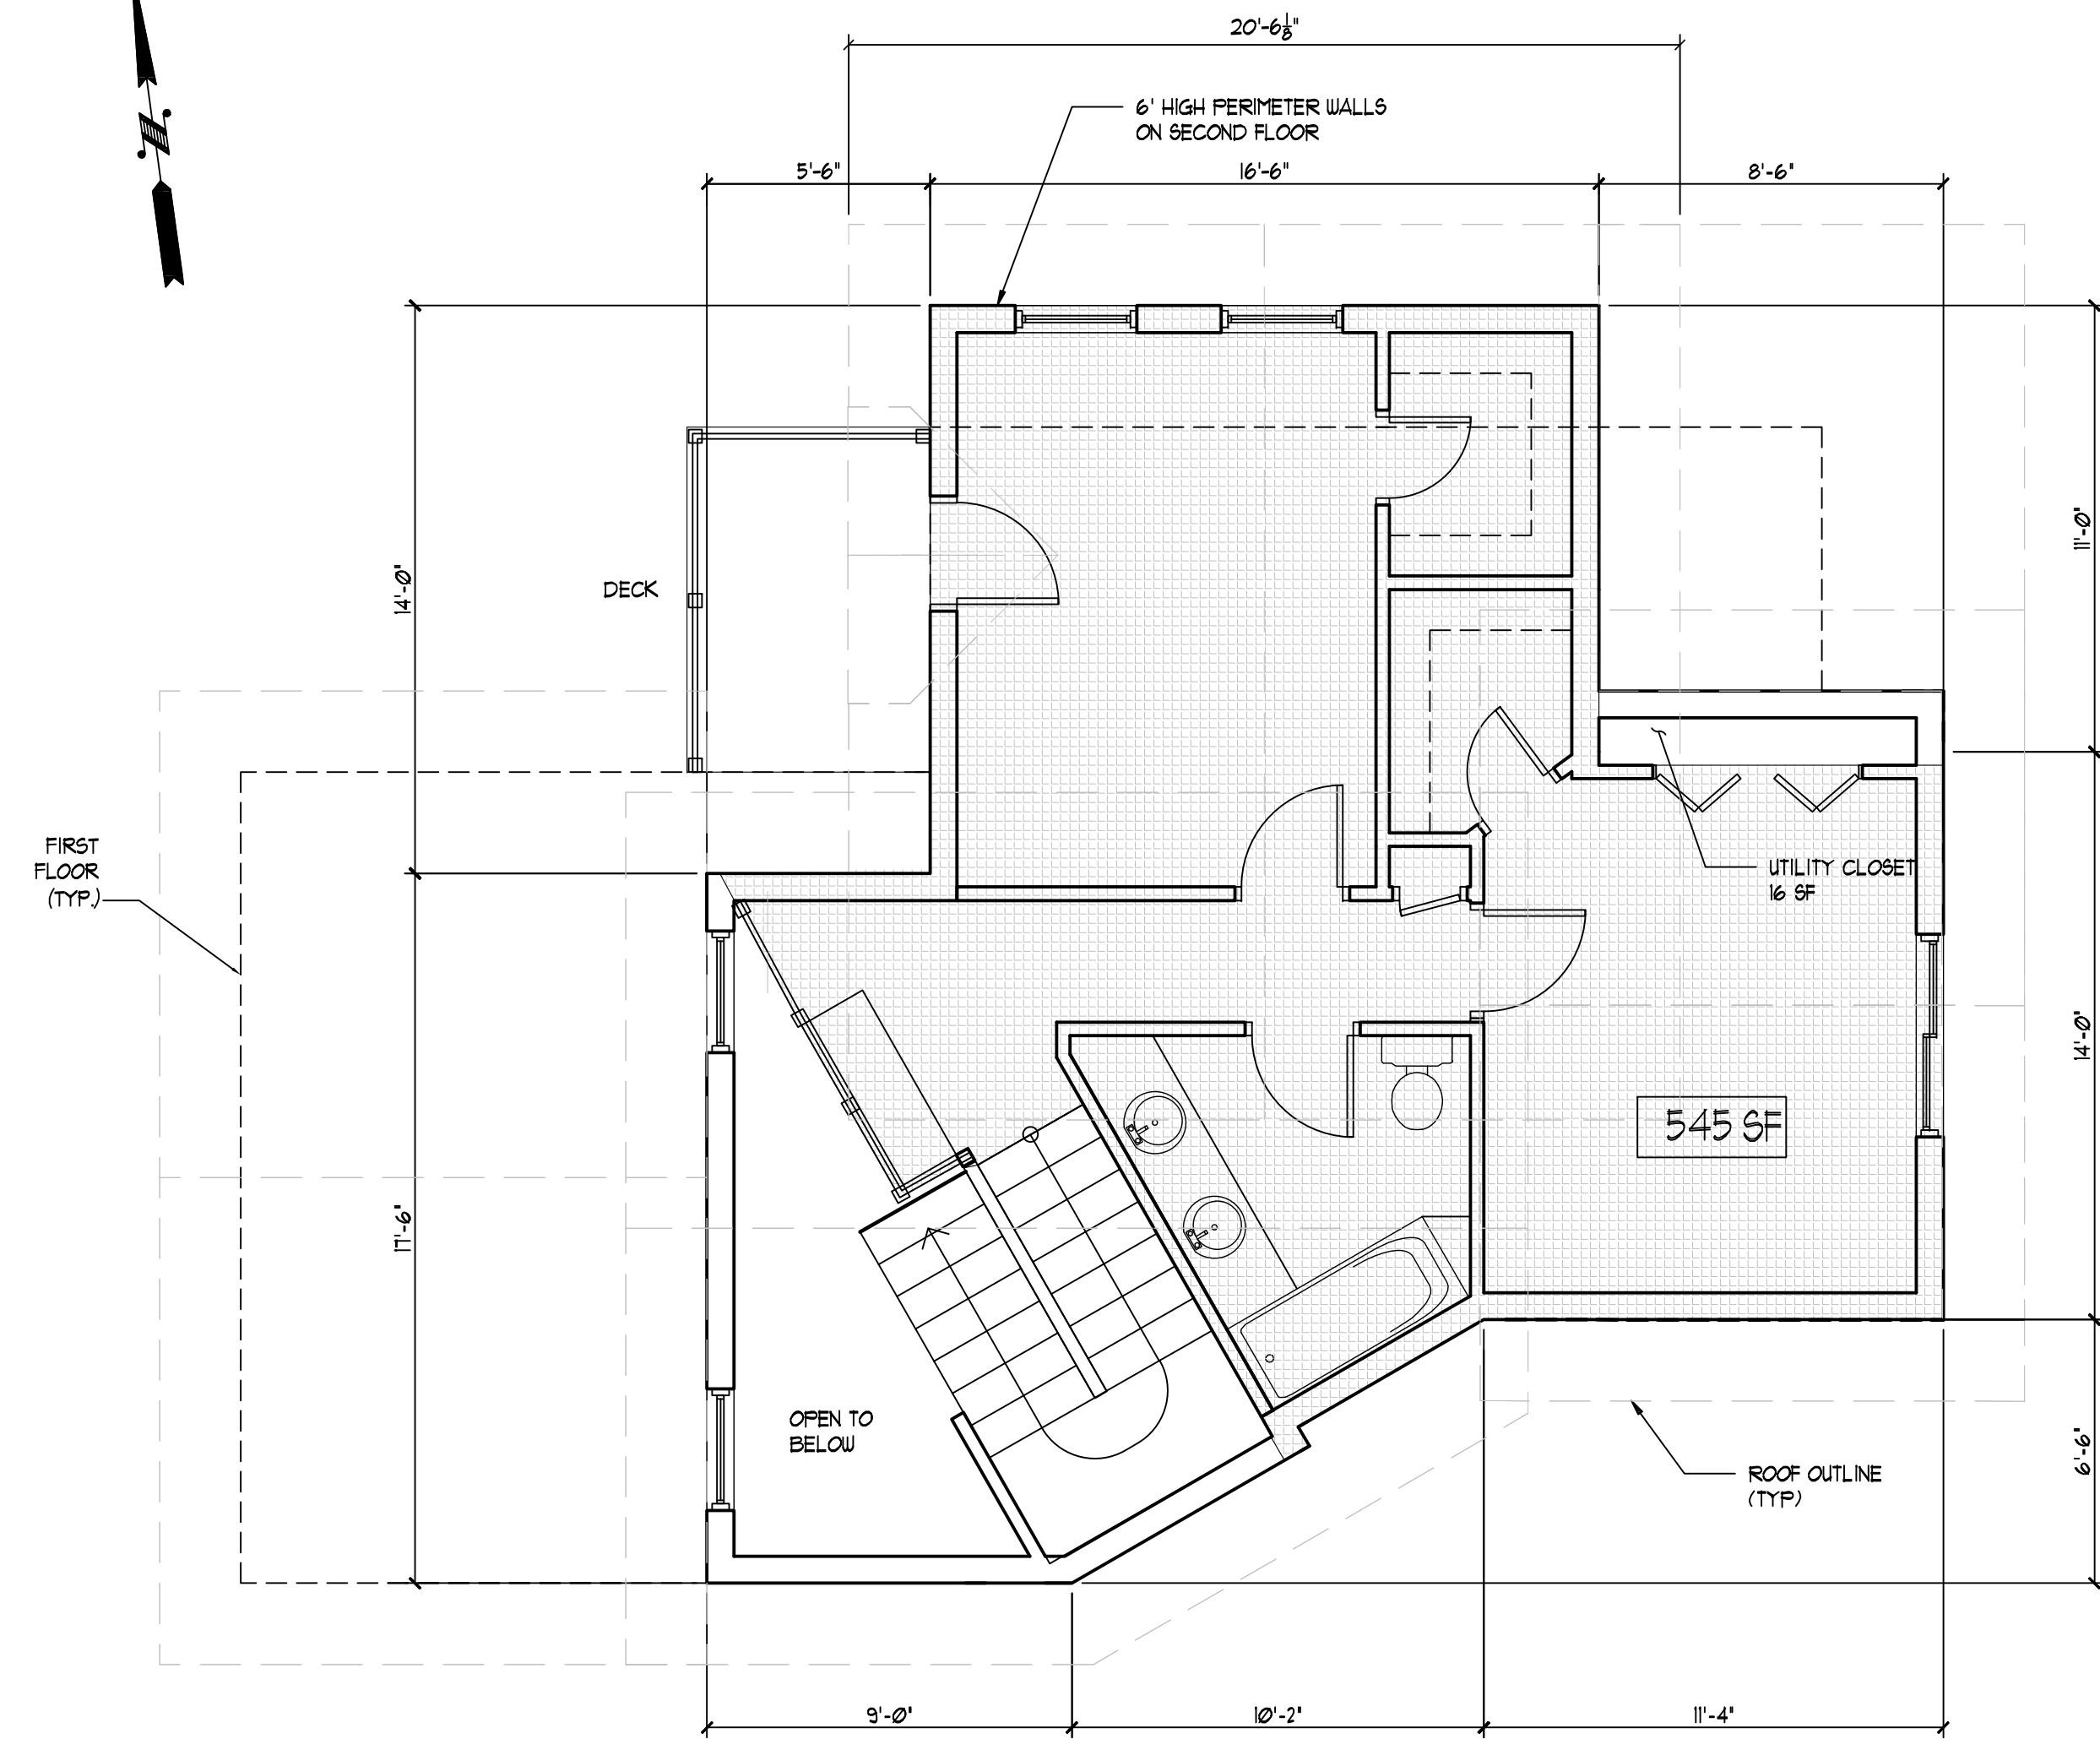 20'-6 1/8"
6' HIGH PERIMETER WALLS
ON SECOND FLOOR
5'-6"
16'-6"
8'-6"
N
11'-0"
14'-0"
DECK
FIRST
FLOOR
(TYP.)
UTILITY CLOSET
16 SF
14'-0"
545 SF
17'-6"
OPEN TO
BELOW
6'-6"
ROOF OUTLINE
(TYP)
9'-0"
10'-2"
11'-4"